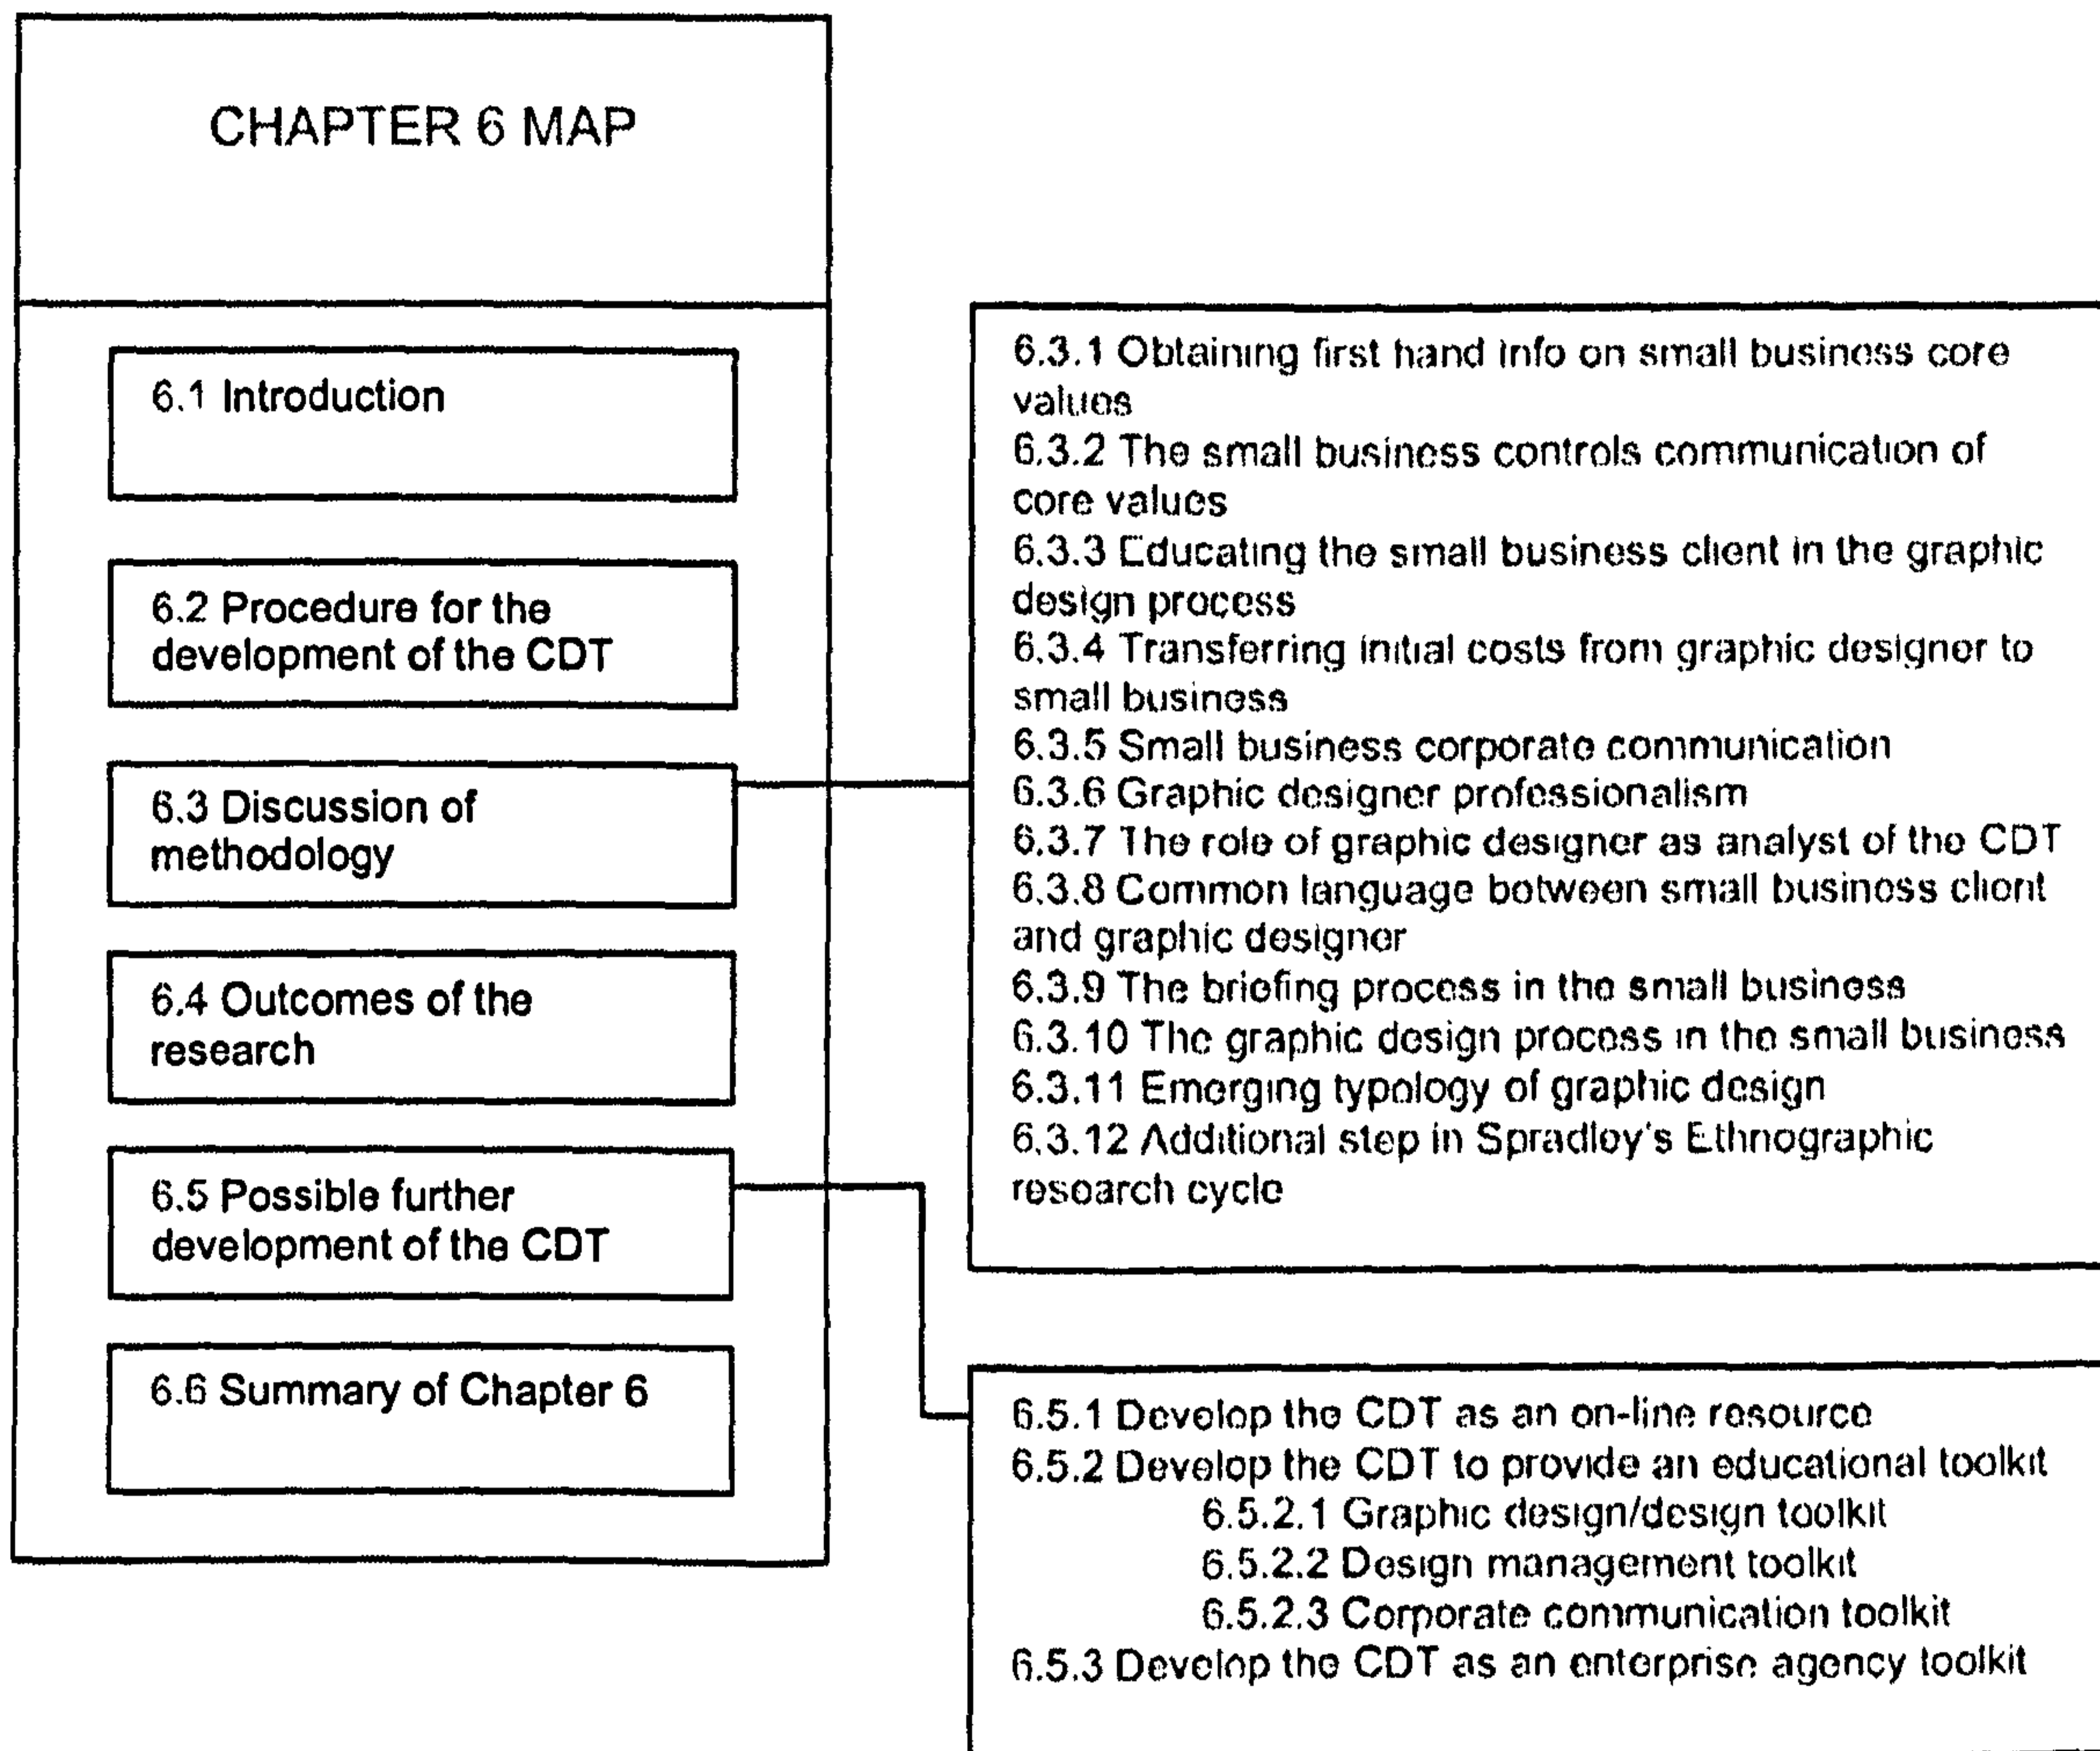 CHAPTER 6 MAP
6.1 Introduction
6.2 Procedure for the
development of the CDT
6.3 Discussion of
methodology
6.4 Outcomes of the
research
6.5 Possible further
development of the CDT
6.6 Summary of Chapter 6
6.3.1 Obtaining first hand info on small business core
values
6.3.2 The small business controls communication of
core values
6.3.3 Educating the small business client in the graphic
design process
6.3.4 Transferring initial costs from graphic designer to
small business
6.3.5 Small business corporate communication
6.3.6 Graphic designer professionalism
6.3.7 The role of graphic designer as analyst of the CDT
6.3.8 Common language between small business client
and graphic designer
6.3.9 The briefing process in the small business
6.3.10 The graphic design process in the small business
6.3.11 Emerging typology of graphic design
6.3.12 Additional step in Spradley's Ethnographic
research cycle
6.5.1 Develop the CDT as an on-line resource
6.5.2 Develop the CDT to provide an educational toolkit
6.5.2.1 Graphic design/design toolkit
6.5.2.2 Design management toolkit
6.5.2.3 Corporate communication toolkit
6.5.3 Develop the CDT as an enterprise agency toolkit